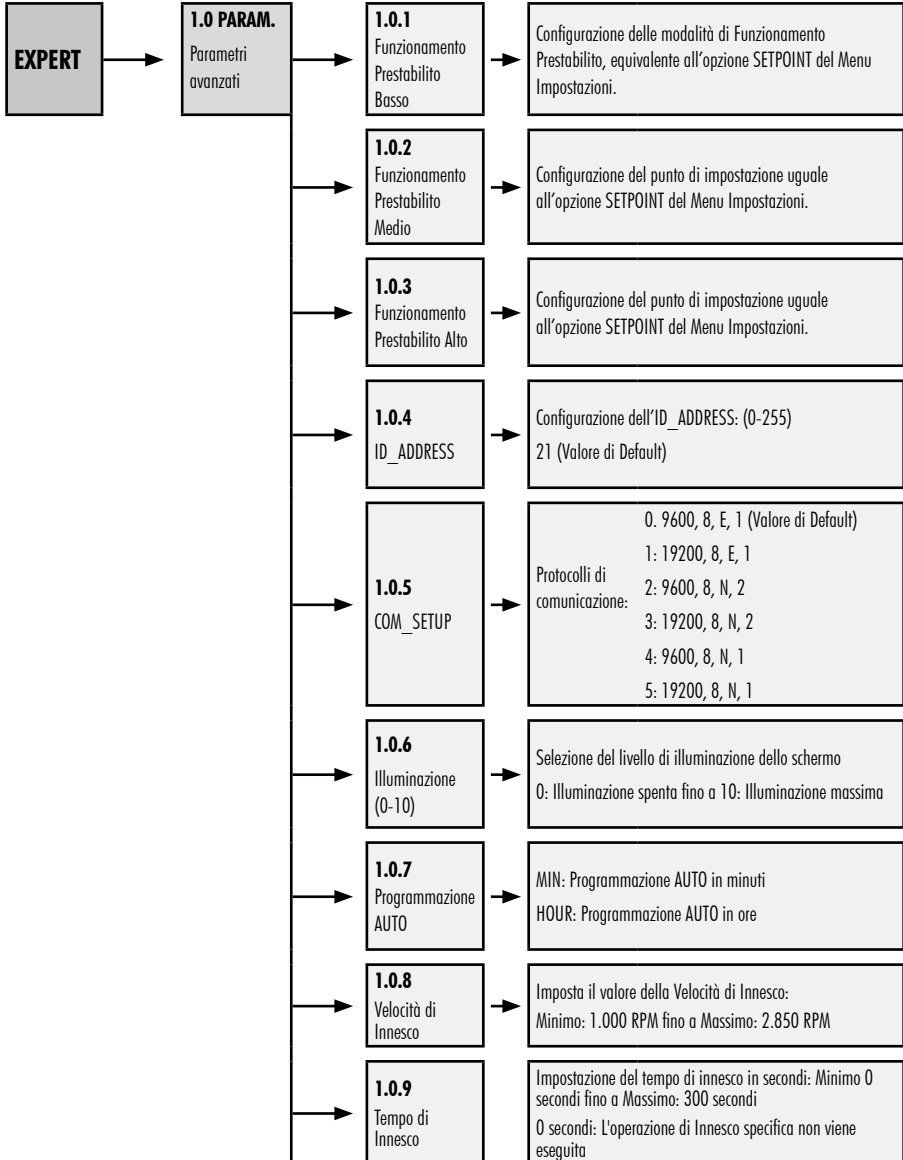 EXPERT
1.0 PARAM.
Parametri
avanzati
1.0.1
Funzionamento
Prestabilito
Basso
Configurazione delle modalità di Funzionamento
Prestabilito, equivalente all'opzione SETPOINT del Menu
Impostazioni.
1.0.2
Funzionamento
Prestabilito
Medio
Configurazione del punto di impostazione uguale
all'opzione SETPOINT del Menu Impostazioni.
1.0.3
Funzionamento
Prestabilito Alto
Configurazione del punto di impostazione uguale
all'opzione SETPOINT del Menu Impostazioni.
1.0.4
ID_ADDRESS
Configurazione dell'ID_ADDRESS: (0-255)
21 (Valore di Default)
1.0.5
COM_SETUP
Protocolli di
comunicazione:
0. 9600, 8, E, 1 (Valore di Default)
1: 19200, 8, E, 1
2: 9600, 8, N, 2
3: 19200, 8, N, 2
4: 9600, 8, N, 1
5: 19200, 8, N, 1
1.0.6
Illuminazione
(0-10)
Selezione del livello di illuminazione dello schermo
0: Illuminazione spenta fino a 10: Illuminazione massima
1.0.7
Programmazione
AUTO
MIN: Programmazione AUTO in minuti
HOUR: Programmazione AUTO in ore
1.0.8
Velocità di
Innesco
Imposta il valore della Velocità di Innesco:
Minimo: 1.000 RPM fino a Massimo: 2.850 RPM
1.0.9
Tempo di
Innesco
Impostazione del tempo di innesco in secondi: Minimo 0
secondi fino a Massimo: 300 secondi
0 secondi: L'operazione di Innesco specifica non viene
eseguita